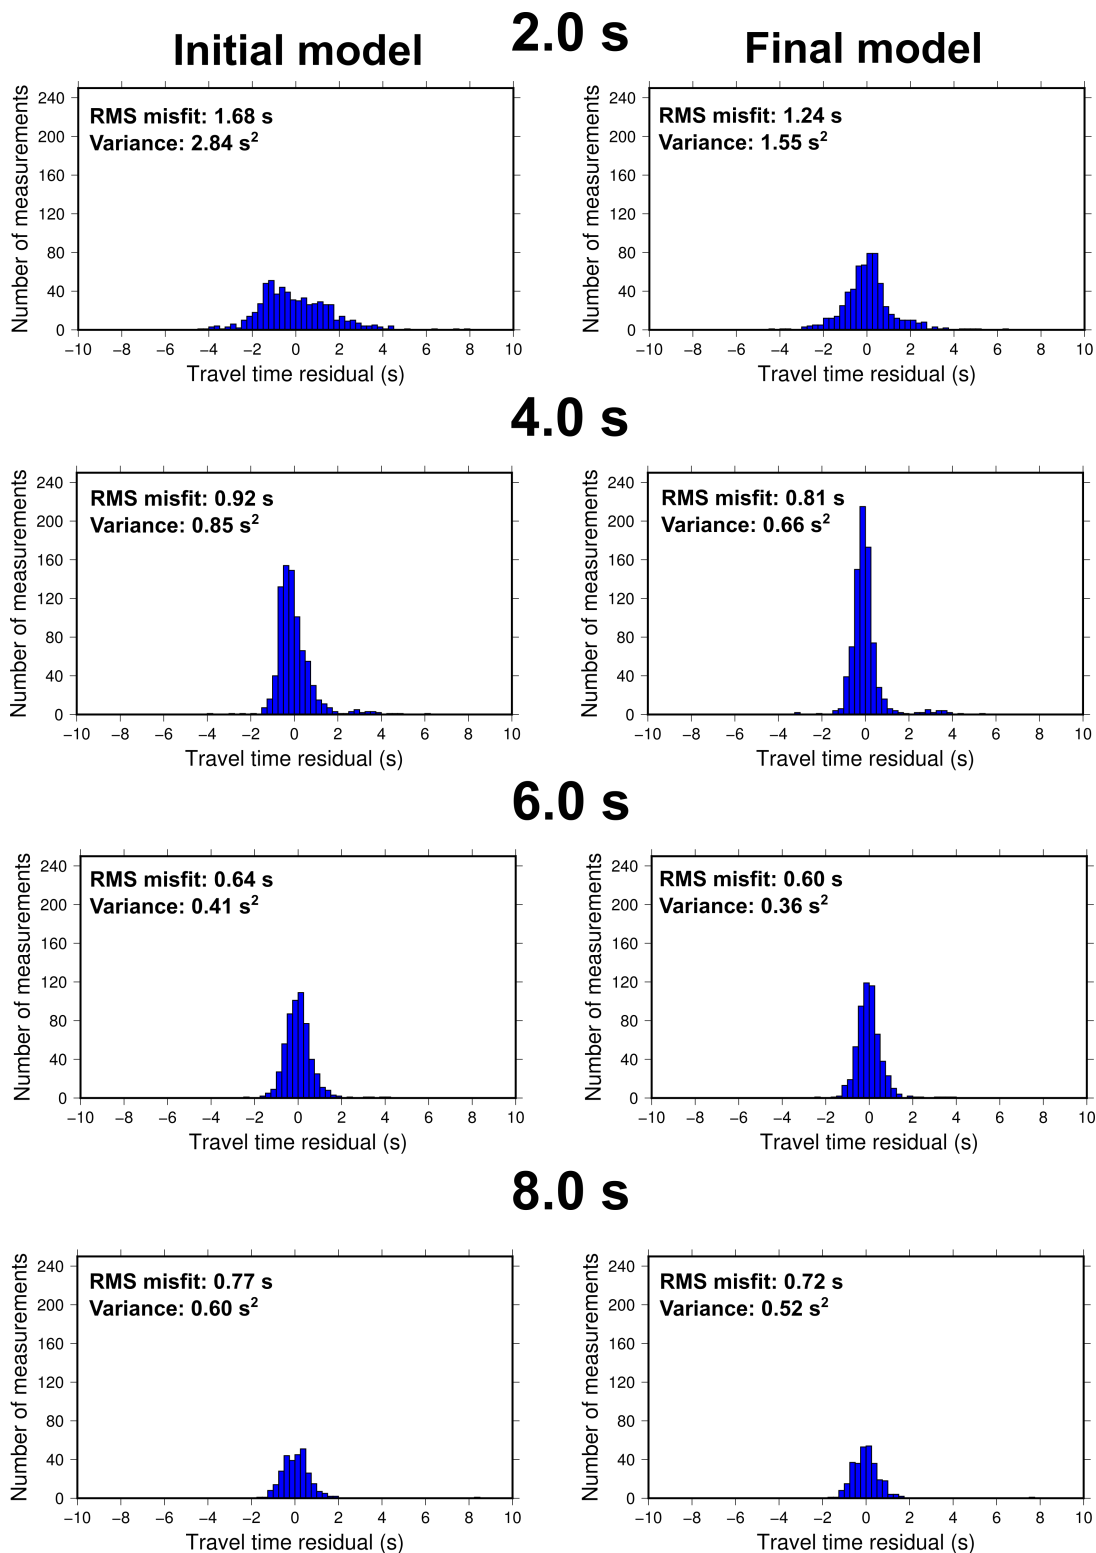 2.0 s
Initial model
Final model
RMS misfit: 1.68 s
Variance: 2.84 s²
Number of measurements
240
200
160
120
80
40
0
−10 −8 −6 −4 −2 0 2 4 6 8 10
Travel time residual (s)
RMS misfit: 1.24 s
Variance: 1.55 s²
Number of measurements
240
200
160
120
80
40
0
−10 −8 −6 −4 −2 0 2 4 6 8 10
Travel time residual (s)
4.0 s
RMS misfit: 0.92 s
Variance: 0.85 s²
Number of measurements
240
200
160
120
80
40
0
−10 −8 −6 −4 −2 0 2 4 6 8 10
Travel time residual (s)
RMS misfit: 0.81 s
Variance: 0.66 s²
Number of measurements
240
200
160
120
80
40
0
−10 −8 −6 −4 −2 0 2 4 6 8 10
Travel time residual (s)
6.0 s
RMS misfit: 0.64 s
Variance: 0.41 s²
Number of measurements
240
200
160
120
80
40
0
−10 −8 −6 −4 −2 0 2 4 6 8 10
Travel time residual (s)
RMS misfit: 0.60 s
Variance: 0.36 s²
Number of measurements
240
200
160
120
80
40
0
−10 −8 −6 −4 −2 0 2 4 6 8 10
Travel time residual (s)
8.0 s
RMS misfit: 0.77 s
Variance: 0.60 s²
Number of measurements
240
200
160
120
80
40
0
−10 −8 −6 −4 −2 0 2 4 6 8 10
Travel time residual (s)
RMS misfit: 0.72 s
Variance: 0.52 s²
Number of measurements
240
200
160
120
80
40
0
−10 −8 −6 −4 −2 0 2 4 6 8 10
Travel time residual (s)